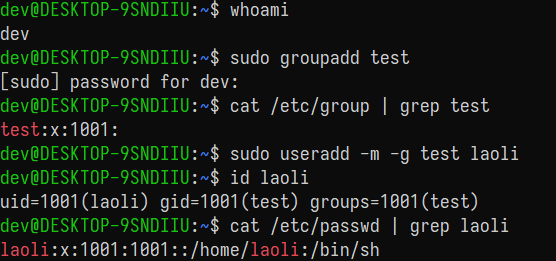 dev@DESKTOP-9SNDIIU:~$ whoami
dev
dev@DESKTOP-9SNDIIU:~$ sudo groupadd test
[sudo] password for dev:
dev@DESKTOP-9SNDIIU:~$ cat /etc/group | grep test
test:x:1001:
dev@DESKTOP-9SNDIIU:~$ sudo useradd -m -g test laoli
dev@DESKTOP-9SNDIIU:~$ id laoli
uid=1001(laoli) gid=1001(test) groups=1001(test)
dev@DESKTOP-9SNDIIU:~$ cat /etc/passwd | grep laoli
laoli:x:1001:1001::/home/laoli:/bin/sh